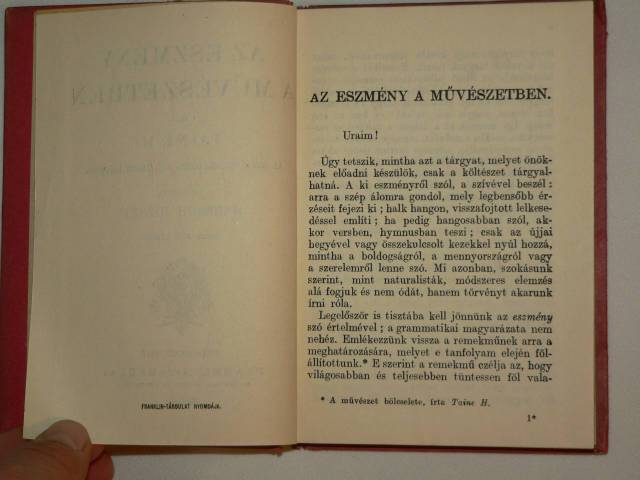 FRANKLIN-TÁRSULAT NYOMDÁJA.
AZ ESZMÉNY A MŰVÉSZETBEN.
Uraim!
Úgy tetszik, mintha azt a tárgyat, melyet önök-
nek előadni készülök, csak a költészet tárgyal-
hatná. A ki eszményről szól, a szívével beszél:
arra a szép álomra gondol, mely legbensőbb ér-
zéseit fejezi ki; halk hangon, visszafojtott lelkese-
déssel említi; ha pedig hangosabban szól, ak-
kor versben, hymnusban teszi; csak az újjai
hegyével vagy összekulcsolt kezekkel nyúl hozzá,
mintha a boldogságról, a mennyországról vagy
a szerelemről lenne szó. Mi azonban, szokásunk
szerint, mint naturalisták, módszeres elemzés
alá fogjuk és nem ódát, hanem törvényt akarunk
írni róla.
Legelőször is tisztába kell jönnünk az eszmény
szó értelmével; a grammatikai magyarázata nem
nehéz. Emlékezzünk vissza a remekműnek arra a
meghatározására, melyet e tanfolyam elején föl-
állítottunk.* E szerint a remekmű czélja az, hogy
világosabban és teljesebben tüntessen föl vala-
* A művészet bölcselete, írta Taine H.
1*